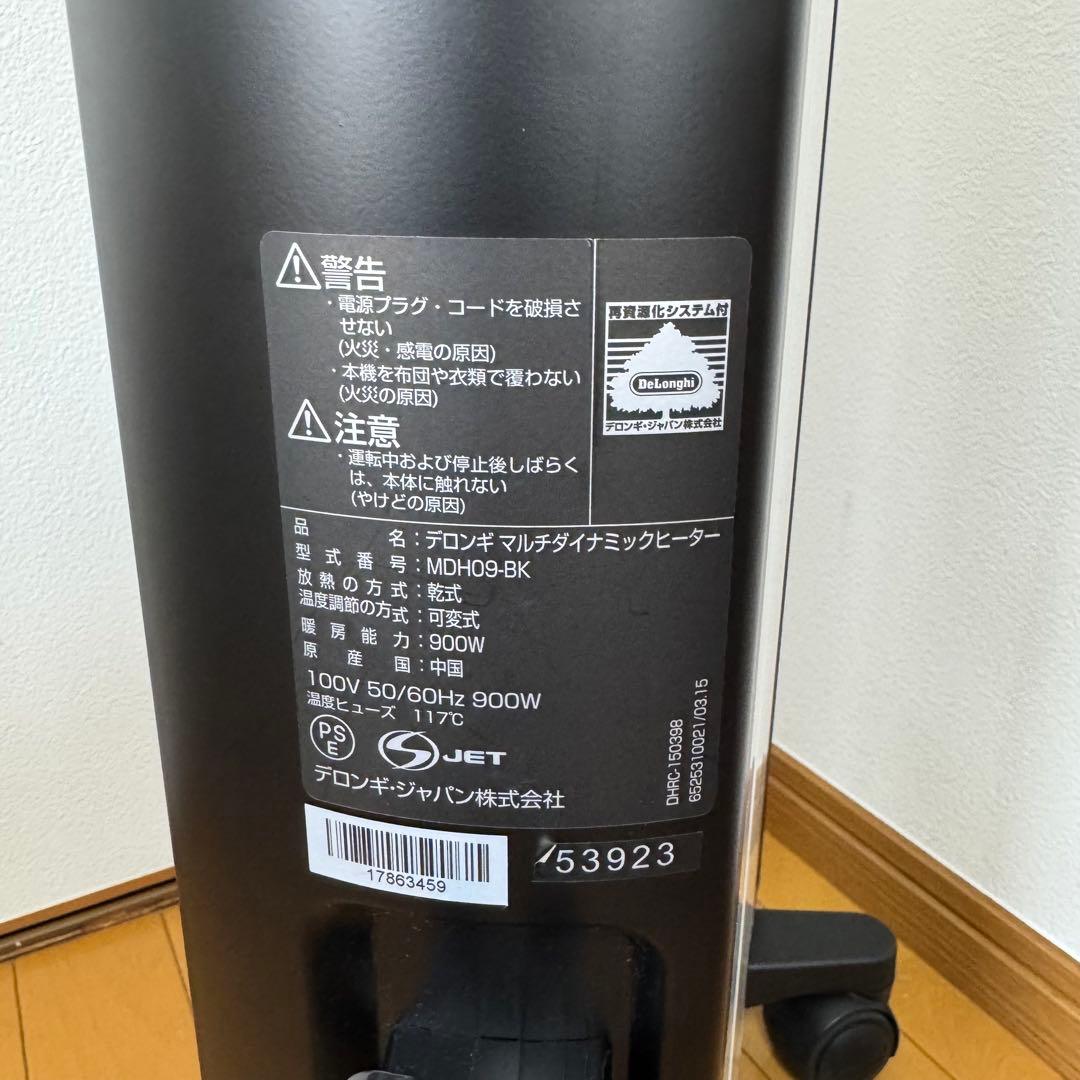 警告
・電源プラグ・コードを破損さ
せない
(火災・感電の原因)
・本機を布団や衣類で覆わない
(火災の原因)
注意
・運転中および停止後しばらく
は、本体に触れない
(やけどの原因)
再資源化システム付
DeLonghi
デロンギ・ジャパン株式会社
品名：デロンギ マルチダイナミックヒーター
型式番号：MDH09-BK
放熱の方式：乾式
温度調節の方式：可変式
暖房能力：900W
原産国：中国
100V 50/60Hz 900W
温度ヒューズ 117℃
PS
E
JET
デロンギ・ジャパン株式会社
DHRC-150398
6525310021/03.15
17863459
53923